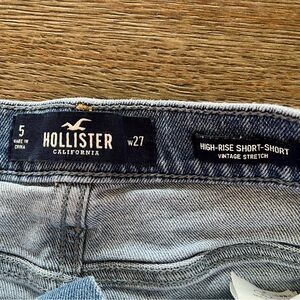 5
MADE IN
CHINA
HOLLISTER
CALIFORNIA
W27
HIGH-RISE SHORT-SHORT
VINTAGE STRETCH